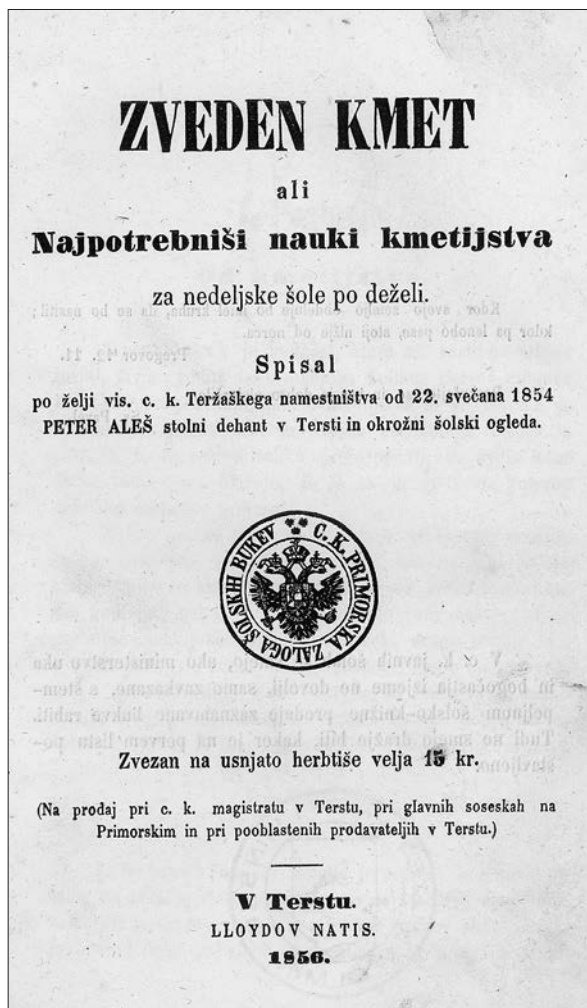 ZVEDEN KMET
ali
Najpotrebniši nauki kmetijstva
za nedeljske šole po deželi.
Spisal
po želji vis. c. k. Teržaškega namestništva od 22. svečana 1854
PETER ALEŠ stolni dehant v Tersti in okrožni šolski ogleda.
C. K. PRIMORSKA ZALOGA ŠOLSKIH BUKEV
Zvezan na usnjato herbtiše velja 15 kr.
(Na prodaj pri c. k. magistratu v Terstu, pri glavnih soseskah na
Primorskim in pri pooblastenih prodavateljih v Terstu.)
V Terstu.
LLOYDOV NATIS.
1856.